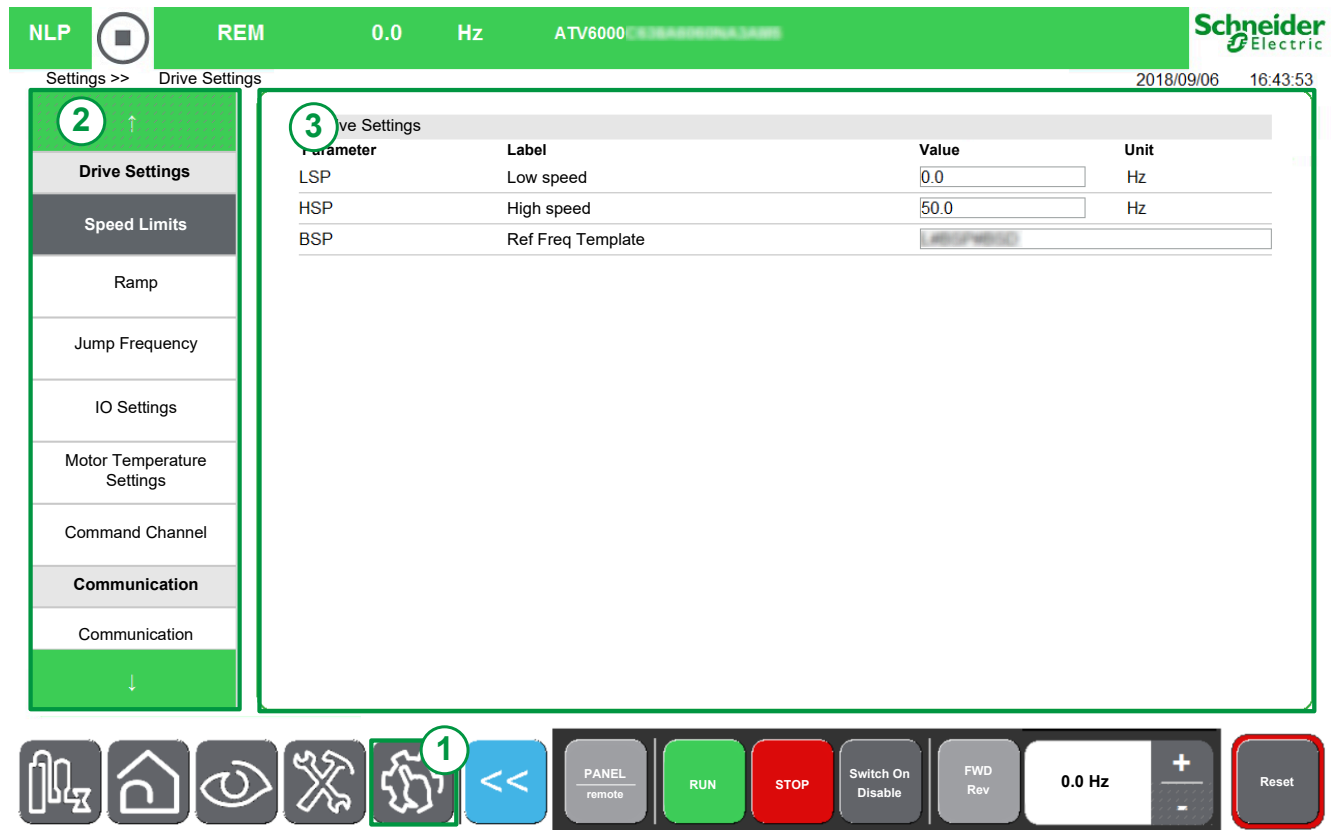 NLP REM 0.0 Hz ATV6000
Schneider
Electric
Settings >> Drive Settings 2018/09/06 16:43:53
2
↑
Drive Settings
Speed Limits
Ramp
Jump Frequency
IO Settings
Motor Temperature
Settings
Command Channel
Communication
Communication
↓
3 ve Settings
Parameter Label Value Unit
LSP Low speed 0.0 Hz
HSP High speed 50.0 Hz
BSP Ref Freq Template
1
<<
PANEL
remote
RUN
STOP
Switch On
Disable
FWD
Rev
0.0 Hz
+
-
Reset